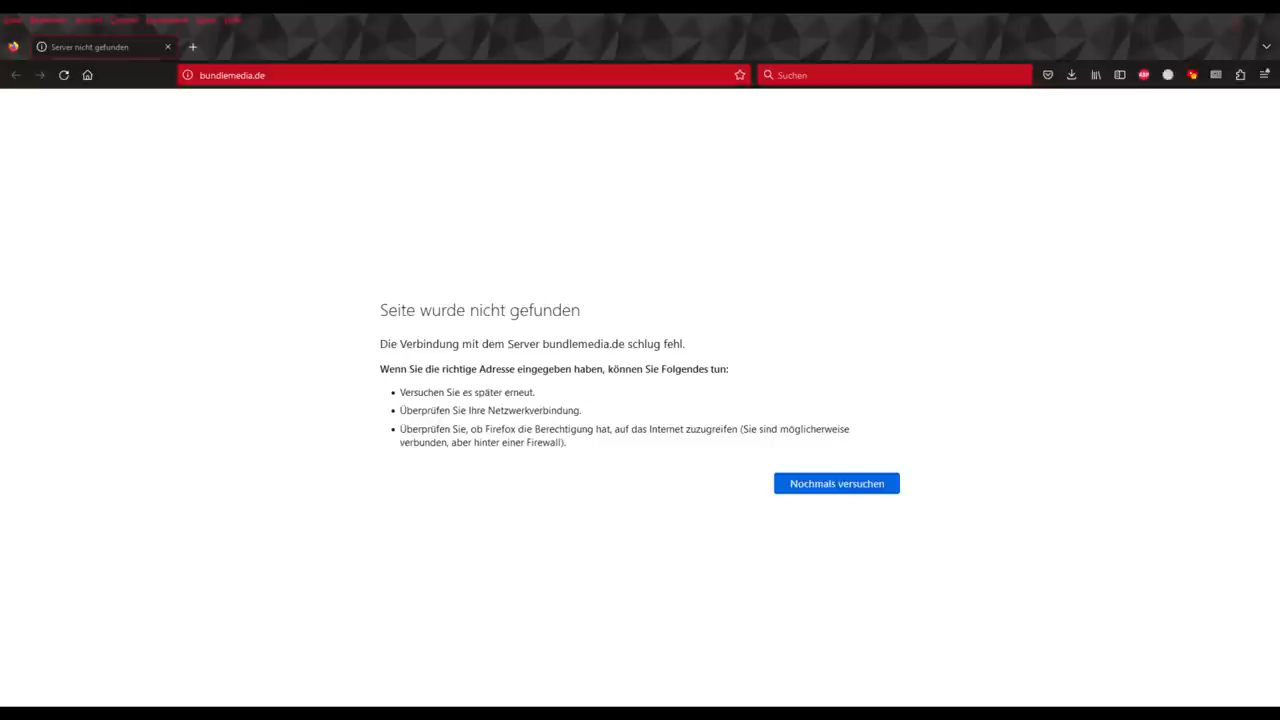 Server nicht gefunden
bundlemedia.de
Suchen
ABP
Seite wurde nicht gefunden
Die Verbindung mit dem Server bundlemedia.de schlug fehl.
Wenn Sie die richtige Adresse eingegeben haben, können Sie Folgendes tun:
• Versuchen Sie es später erneut.
• Überprüfen Sie Ihre Netzwerkverbindung.
• Überprüfen Sie, ob Firefox die Berechtigung hat, auf das Internet zuzugreifen (Sie sind möglicherweise
verbunden, aber hinter einer Firewall).
Nochmals versuchen